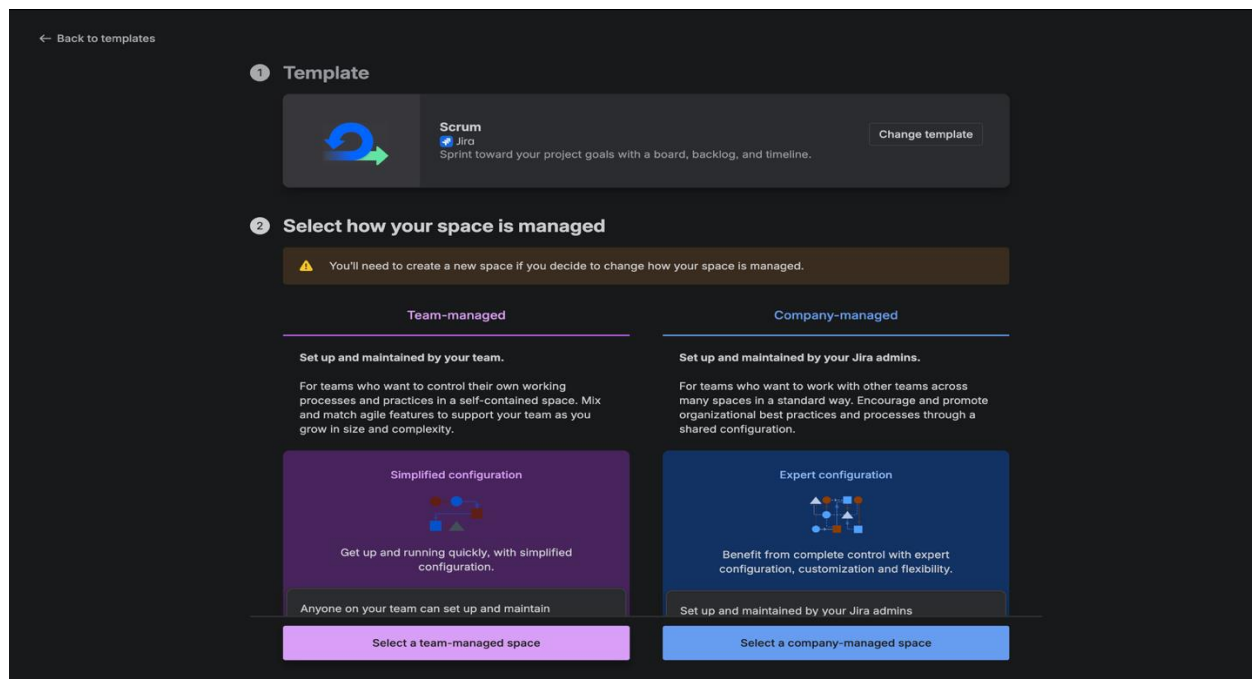 ← Back to templates
1 Template
Scrum
Jira
Sprint toward your project goals with a board, backlog, and timeline.
Change template
2 Select how your space is managed
You'll need to create a new space if you decide to change how your space is managed.
Team-managed
Set up and maintained by your team.
For teams who want to control their own working
processes and practices in a self-contained space. Mix
and match agile features to support your team as you
grow in size and complexity.
Simplified configuration
Get up and running quickly, with simplified
configuration.
Anyone on your team can set up and maintain
Select a team-managed space
Company-managed
Set up and maintained by your Jira admins.
For teams who want to work with other teams across
many spaces in a standard way. Encourage and promote
organizational best practices and processes through a
shared configuration.
Expert configuration
Benefit from complete control with expert
configuration, customization and flexibility.
Set up and maintained by your Jira admins
Select a company-managed space